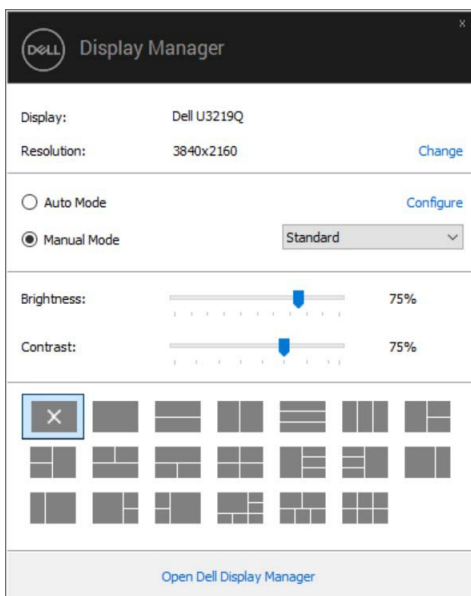 x
DELL Display Manager
Display: Dell U3219Q
Resolution: 3840x2160 Change
Auto Mode Configure
Manual Mode Standard
Brightness: 75%
Contrast: 75%
Open Dell Display Manager